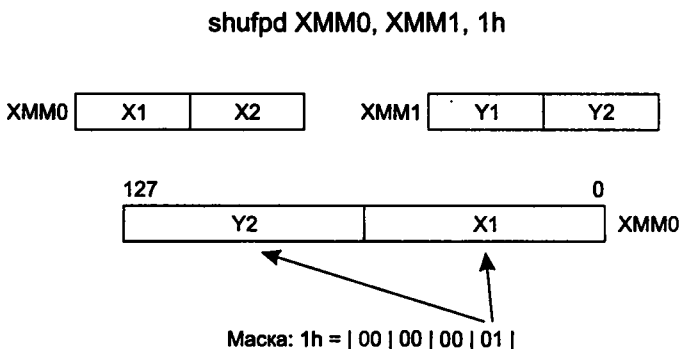 shufpd XMM0, XMM1, 1h
XMM0 X1 X2 XMM1 Y1 Y2
127 0
Y2 X1 XMM0
Маска: 1h = | 00 | 00 | 00 | 01 |